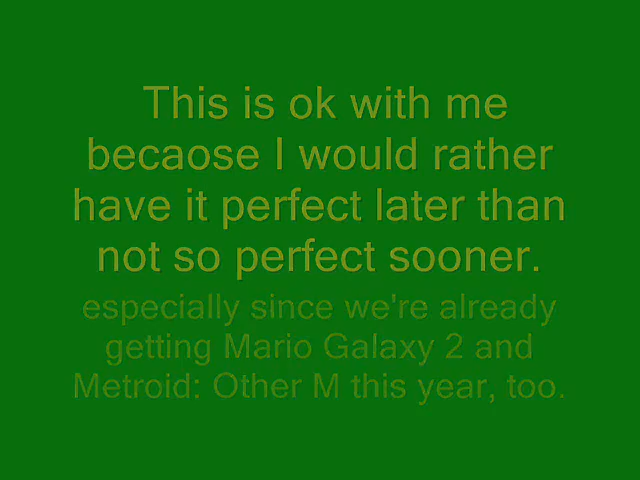 This is ok with me
becaose I would rather
have it perfect later than
not so perfect sooner.
especially since we're already
getting Mario Galaxy 2 and
Metroid: Other M this year, too.